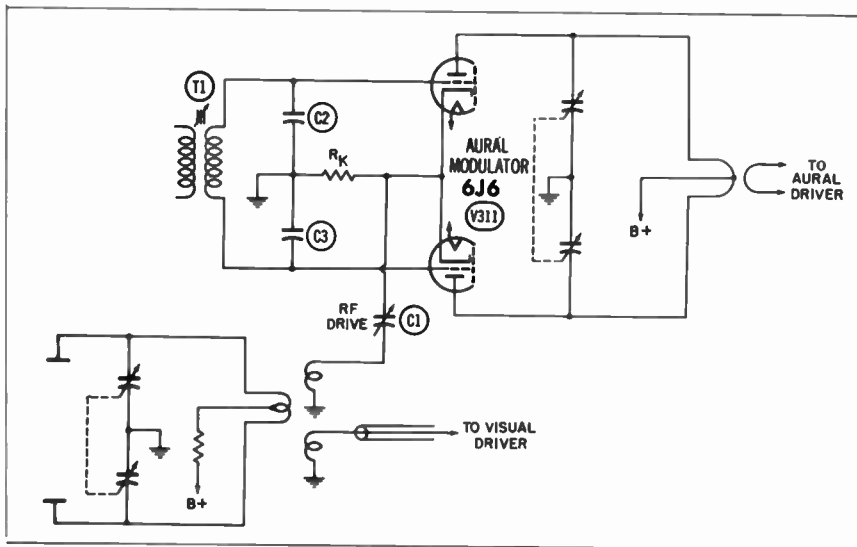 T1
C2
RK
C3
AURAL
MODULATOR
6J6
V311
B+
TO
AURAL
DRIVER
RF
DRIVE
C1
TO VISUAL
DRIVER
B+